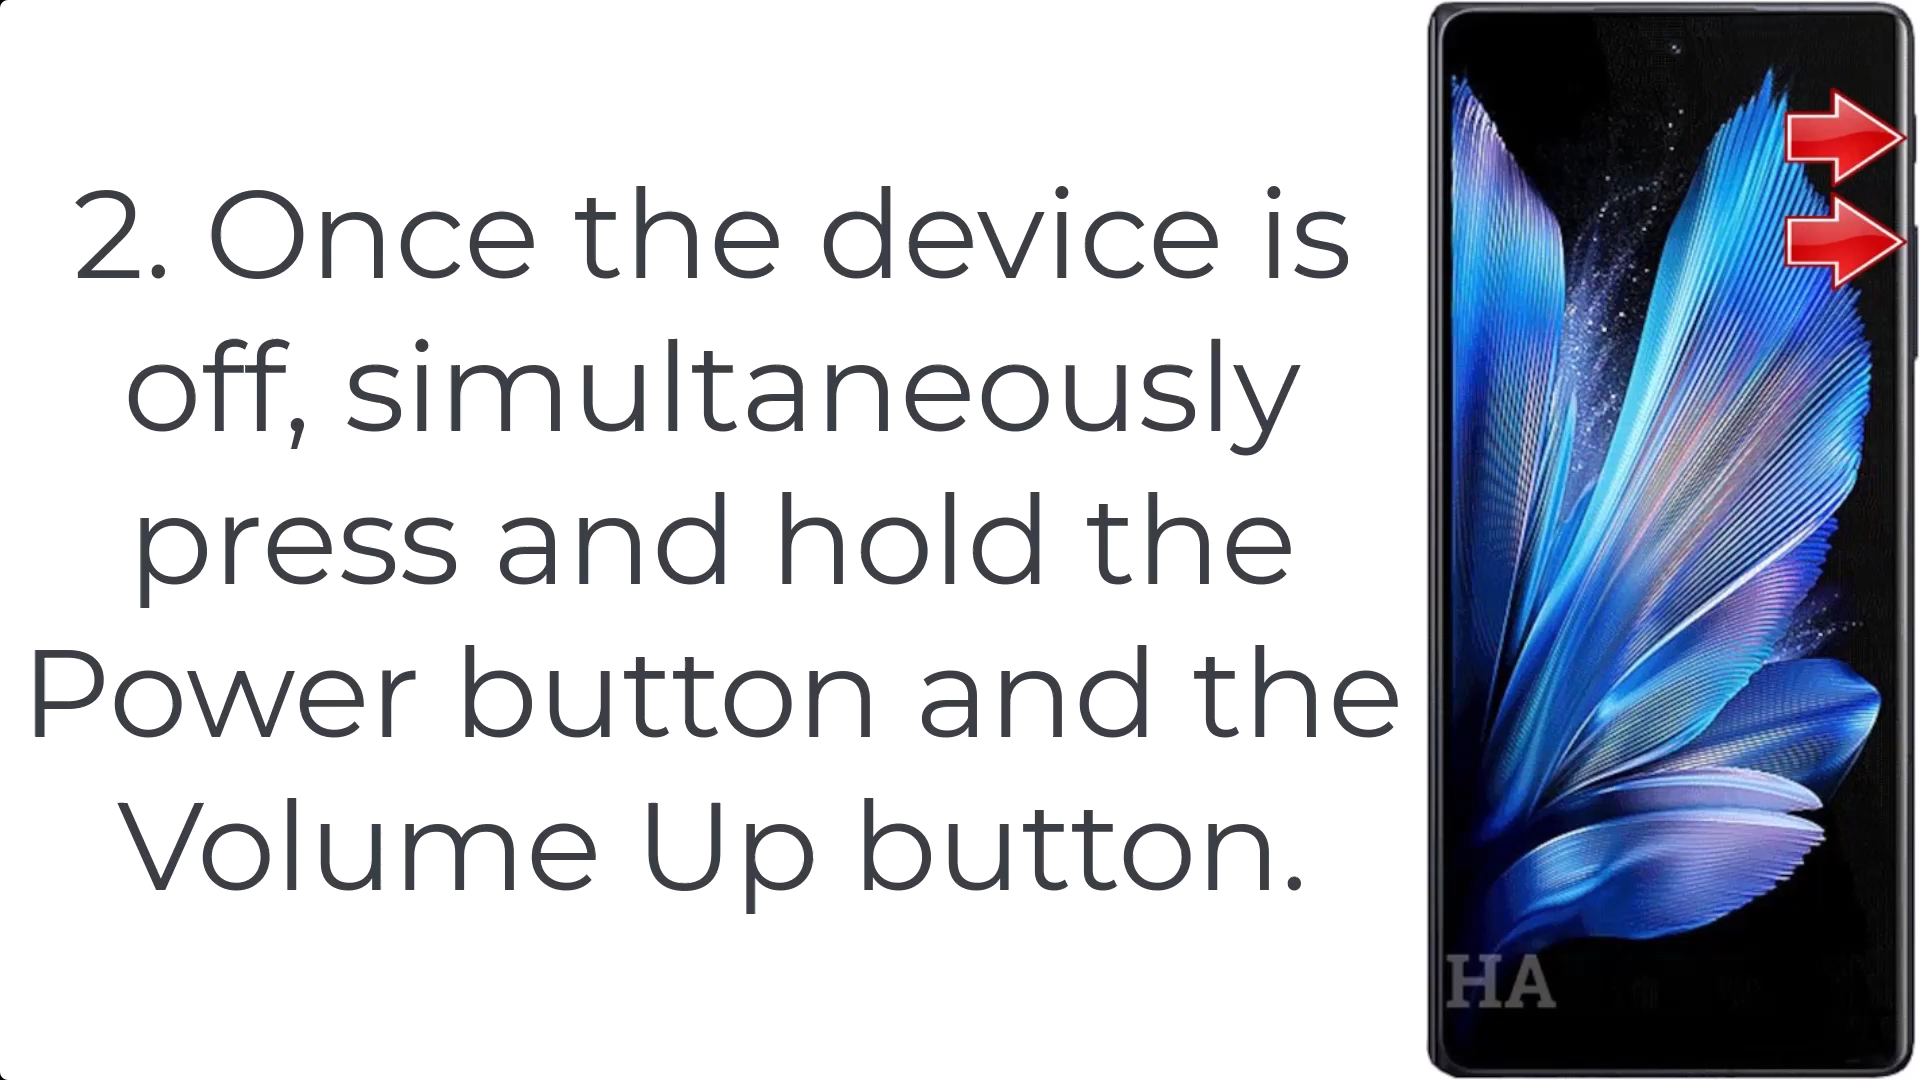 2. Once the device is
off, simultaneously
press and hold the
Power button and the
Volume Up button.
HA